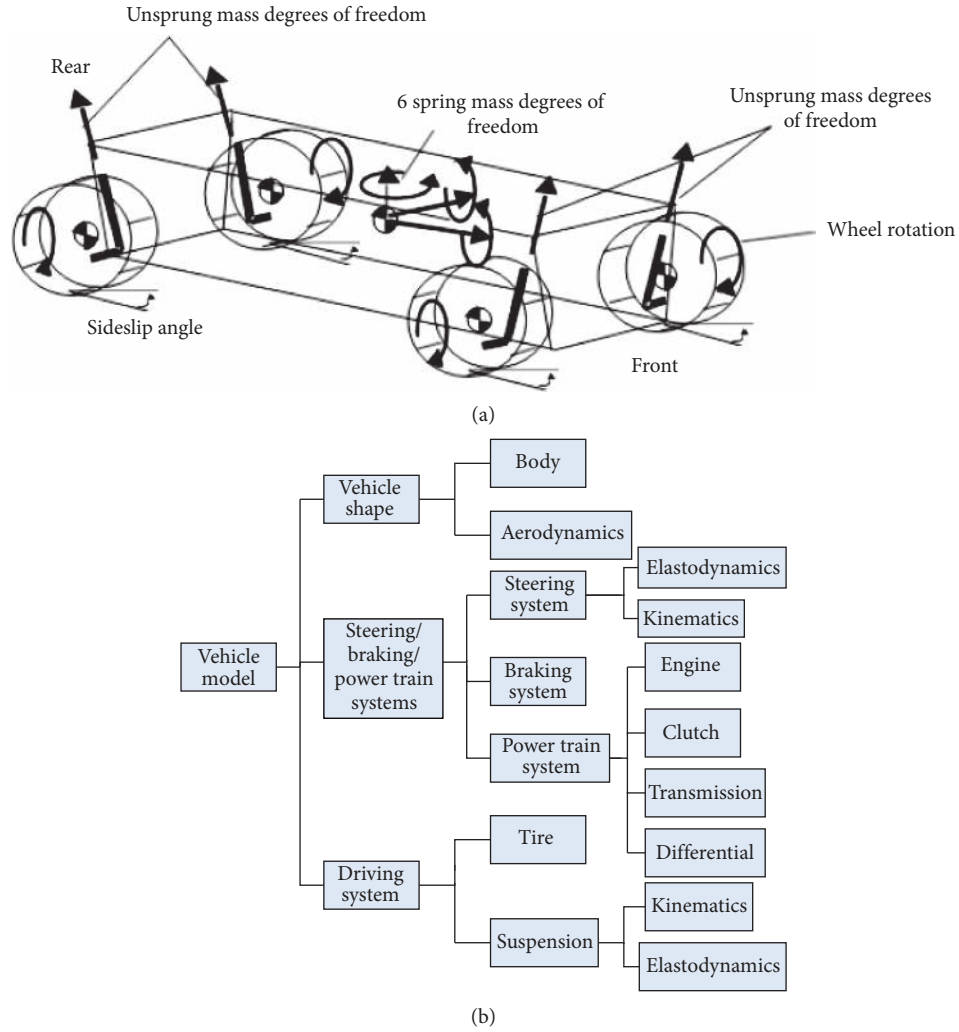 Unsprung mass degrees of freedom
Rear
6 spring mass degrees of
freedom
Unsprung mass degrees
of freedom
Wheel rotation
Sideslip angle
Front
(a)
Body
Vehicle
shape
Aerodynamics
Steering
system
Elastodynamics
Kinematics
Steering/
braking/
power train
systems
Vehicle
model
Braking
system
Engine
Power train
system
Clutch
Transmission
Differential
Tire
Driving
system
Kinematics
Suspension
Elastodynamics
(b)